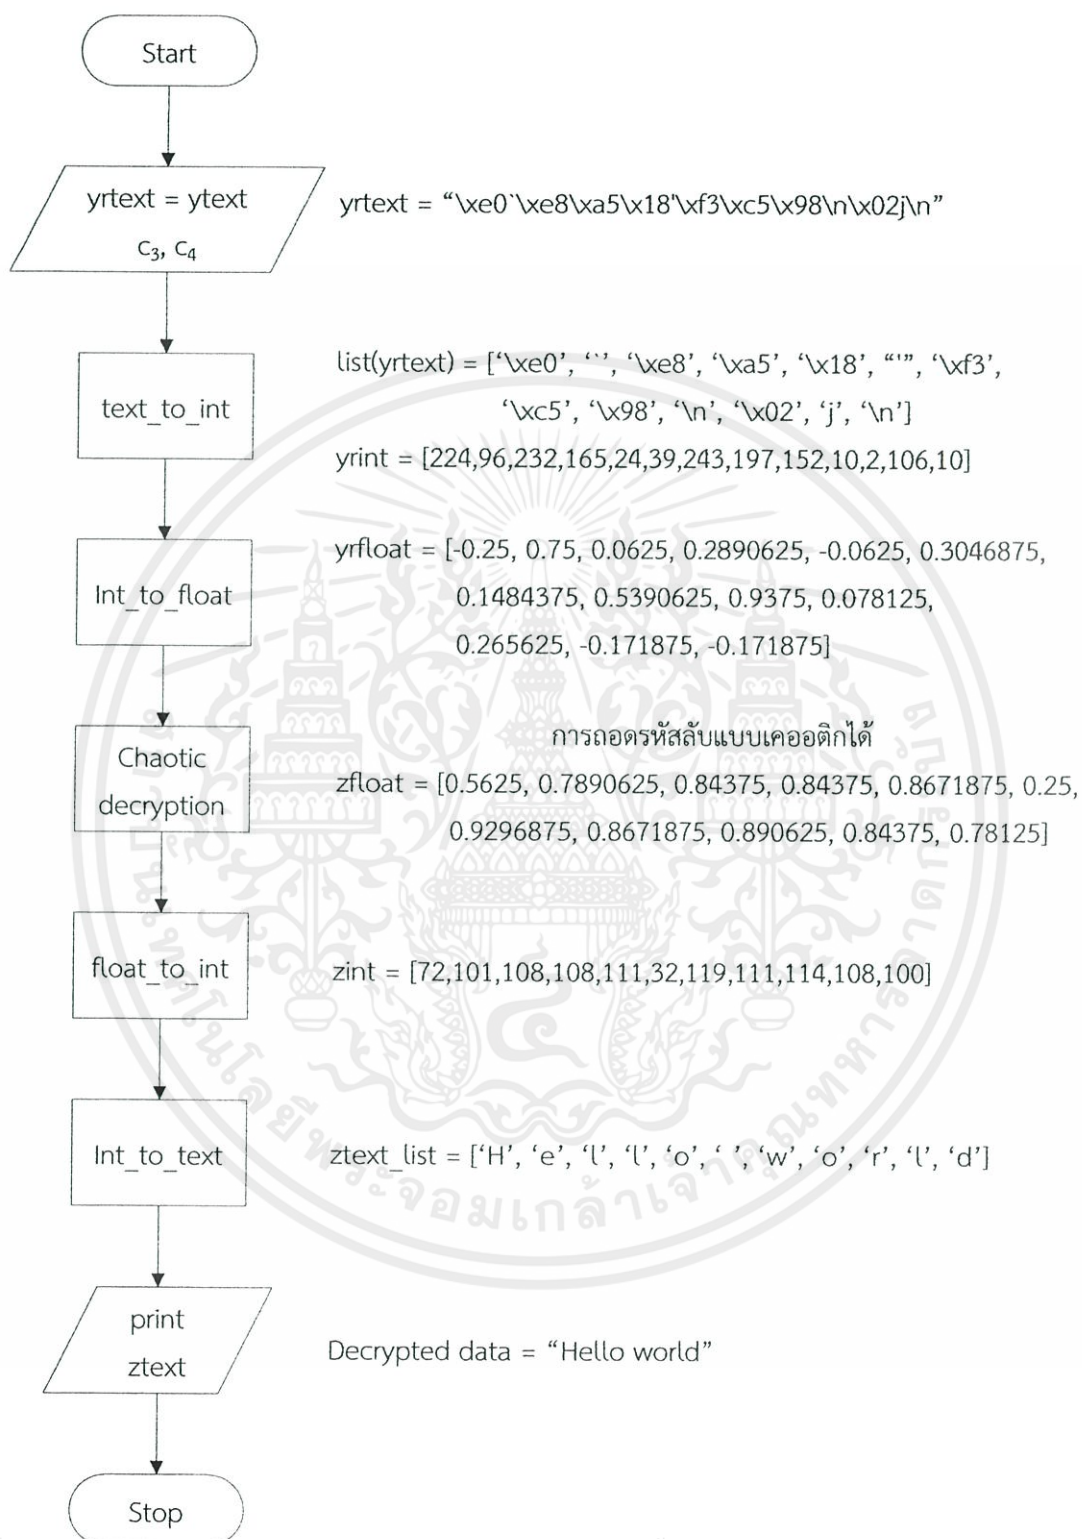 Start
yrtext = ytext
C₃, C₄
yrtext = “\xe0`\xe8\xa5\x18'\xf3\xc5\x98\n\x02j\n”
text_to_int
list(yrtext) = [‘\xe0’, ‘`’, ‘\xe8’, ‘\xa5’, ‘\x18’, “'”, ‘\xf3’,
‘\xc5’, ‘\x98’, ‘\n’, ‘\x02’, ‘j’, ‘\n’]
yrint = [224,96,232,165,24,39,243,197,152,10,2,106,10]
Int_to_float
yrfloat = [-0.25, 0.75, 0.0625, 0.2890625, -0.0625, 0.3046875,
0.1484375, 0.5390625, 0.9375, 0.078125,
0.265625, -0.171875, -0.171875]
Chaotic
decryption
การถอดรหัสลับแบบเคออติกได้
zfloat = [0.5625, 0.7890625, 0.84375, 0.84375, 0.8671875, 0.25,
0.9296875, 0.8671875, 0.890625, 0.84375, 0.78125]
float_to_int
zint = [72,101,108,108,111,32,119,111,114,108,100]
Int_to_text
ztext_list = [‘H’, ‘e’, ‘l’, ‘l’, ‘o’, ‘ ’, ‘w’, ‘o’, ‘r’, ‘l’, ‘d’]
print
ztext
Decrypted data = “Hello world”
Stop